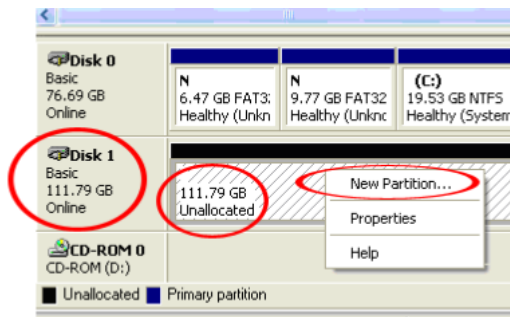 Disk 0
Basic
76.69 GB
Online
N
6.47 GB FAT3:
Healthy (Unkn
N
9.77 GB FAT32
Healthy (Unknc
(C:)
19.53 GB NTFS
Healthy (System
Disk 1
Basic
111.79 GB
Online
111.79 GB
Unallocated
New Partition...
Properties
Help
CD-ROM 0
CD-ROM (D:)
Unallocated Primary partition